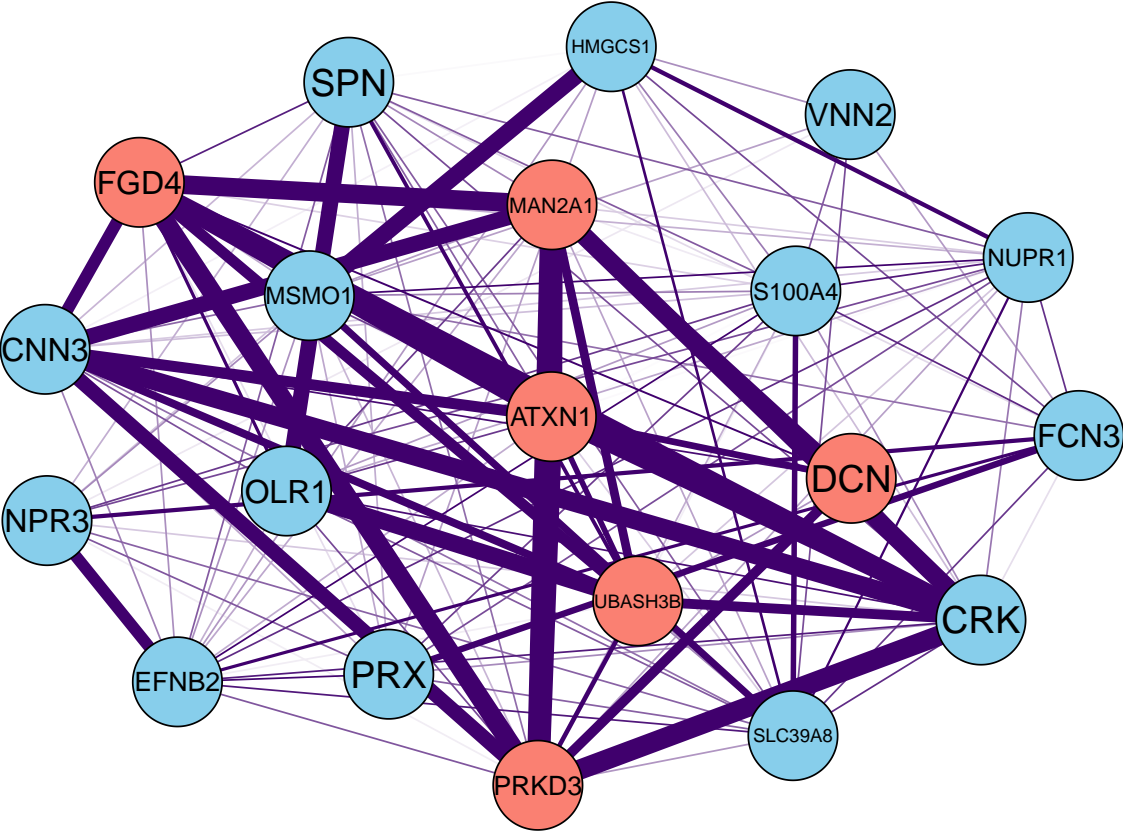 HMGCS1
SPN
VNN2
FGD4
MAN2A1
NUPR1
S100A4
MSMO1
CNN3
ATXN1
FCN3
DCN
OLR1
NPR3
UBASH3B
CRK
PRX
EFNB2
SLC39A8
PRKD3